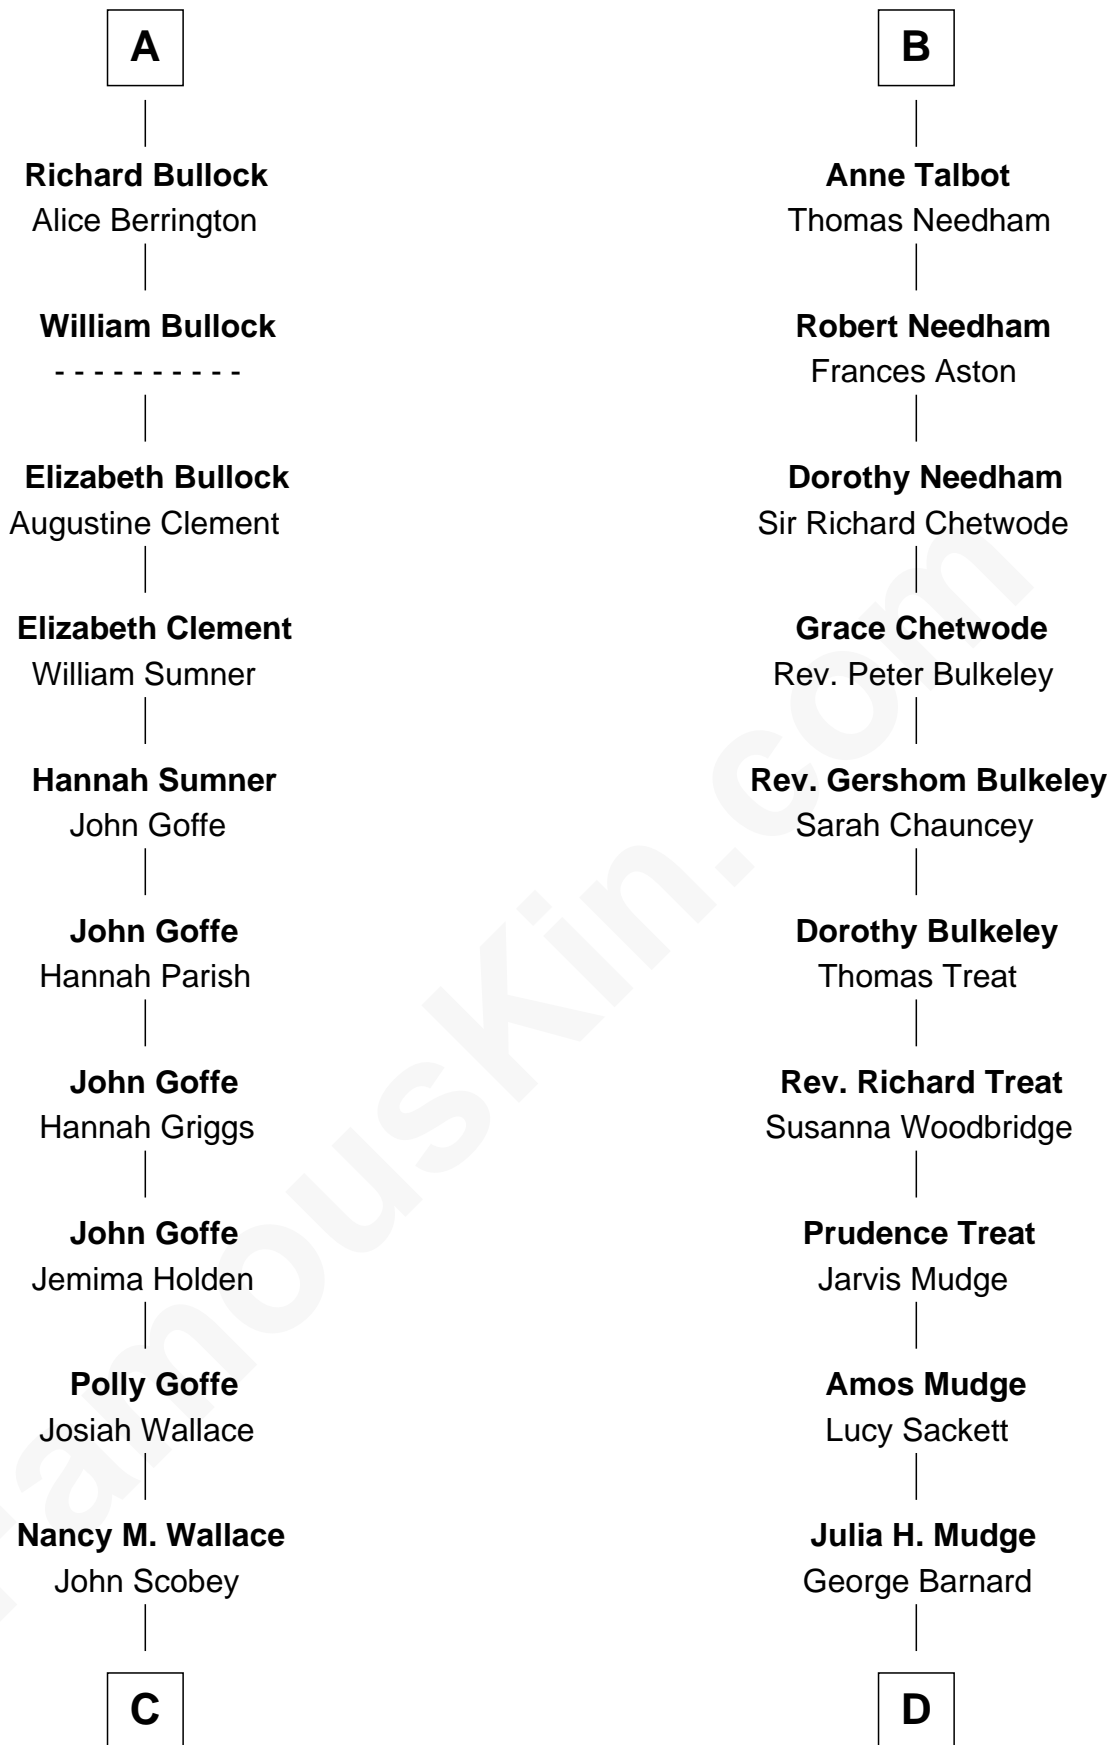 A
Richard Bullock
Alice Berrington
William Bullock
- - - - - - - - - -
Elizabeth Bullock
Augustine Clement
Elizabeth Clement
William Sumner
Hannah Sumner
John Goffe
John Goffe
Hannah Parish
John Goffe
Hannah Griggs
John Goffe
Jemima Holden
Polly Goffe
Josiah Wallace
Nancy M. Wallace
John Scobey
C
B
Anne Talbot
Thomas Needham
Robert Needham
Frances Aston
Dorothy Needham
Sir Richard Chetwode
Grace Chetwode
Rev. Peter Bulkeley
Rev. Gershom Bulkeley
Sarah Chauncey
Dorothy Bulkeley
Thomas Treat
Rev. Richard Treat
Susanna Woodbridge
Prudence Treat
Jarvis Mudge
Amos Mudge
Lucy Sackett
Julia H. Mudge
George Barnard
D
FamousKin.com